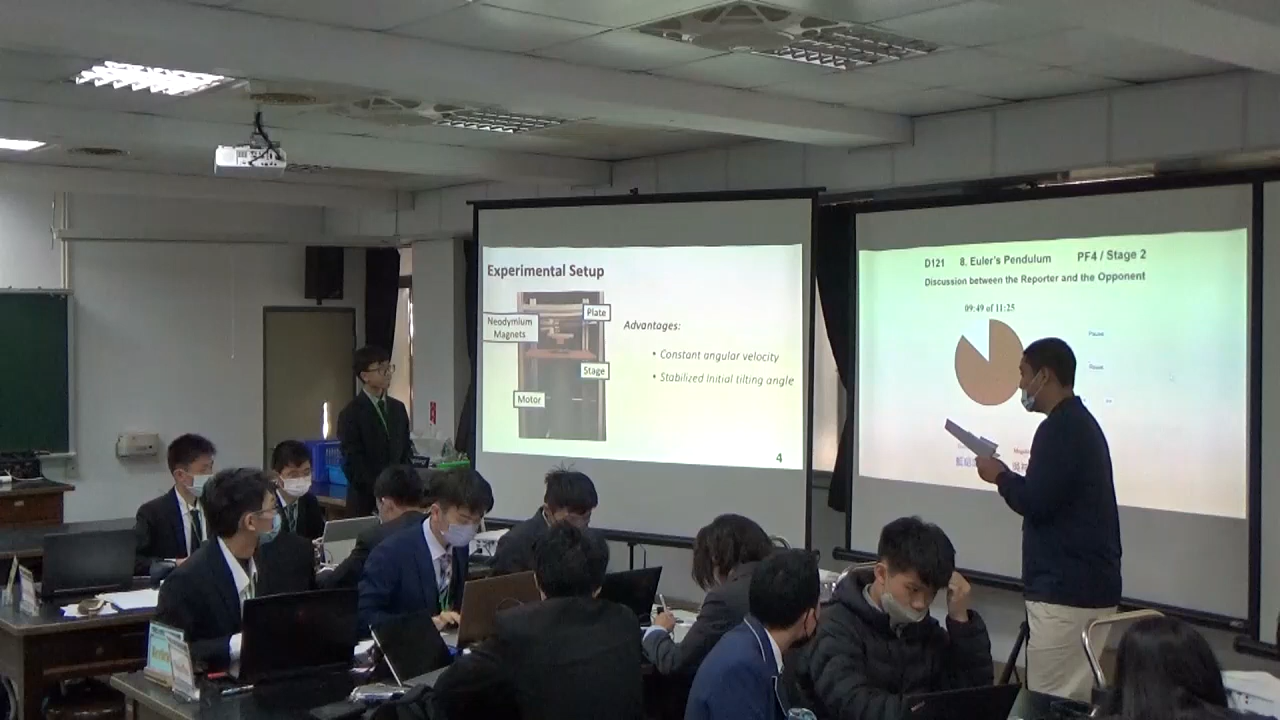 Experimental Setup
Neodymium
Magnets
Plate
Stage
Motor
Advantages:
• Constant angular velocity
• Stabilized Initial tilting angle
4
D121 8. Euler's Pendulum PF4 / Stage 2
Discussion between the Reporter and the Opponent
09:49 of 11:25